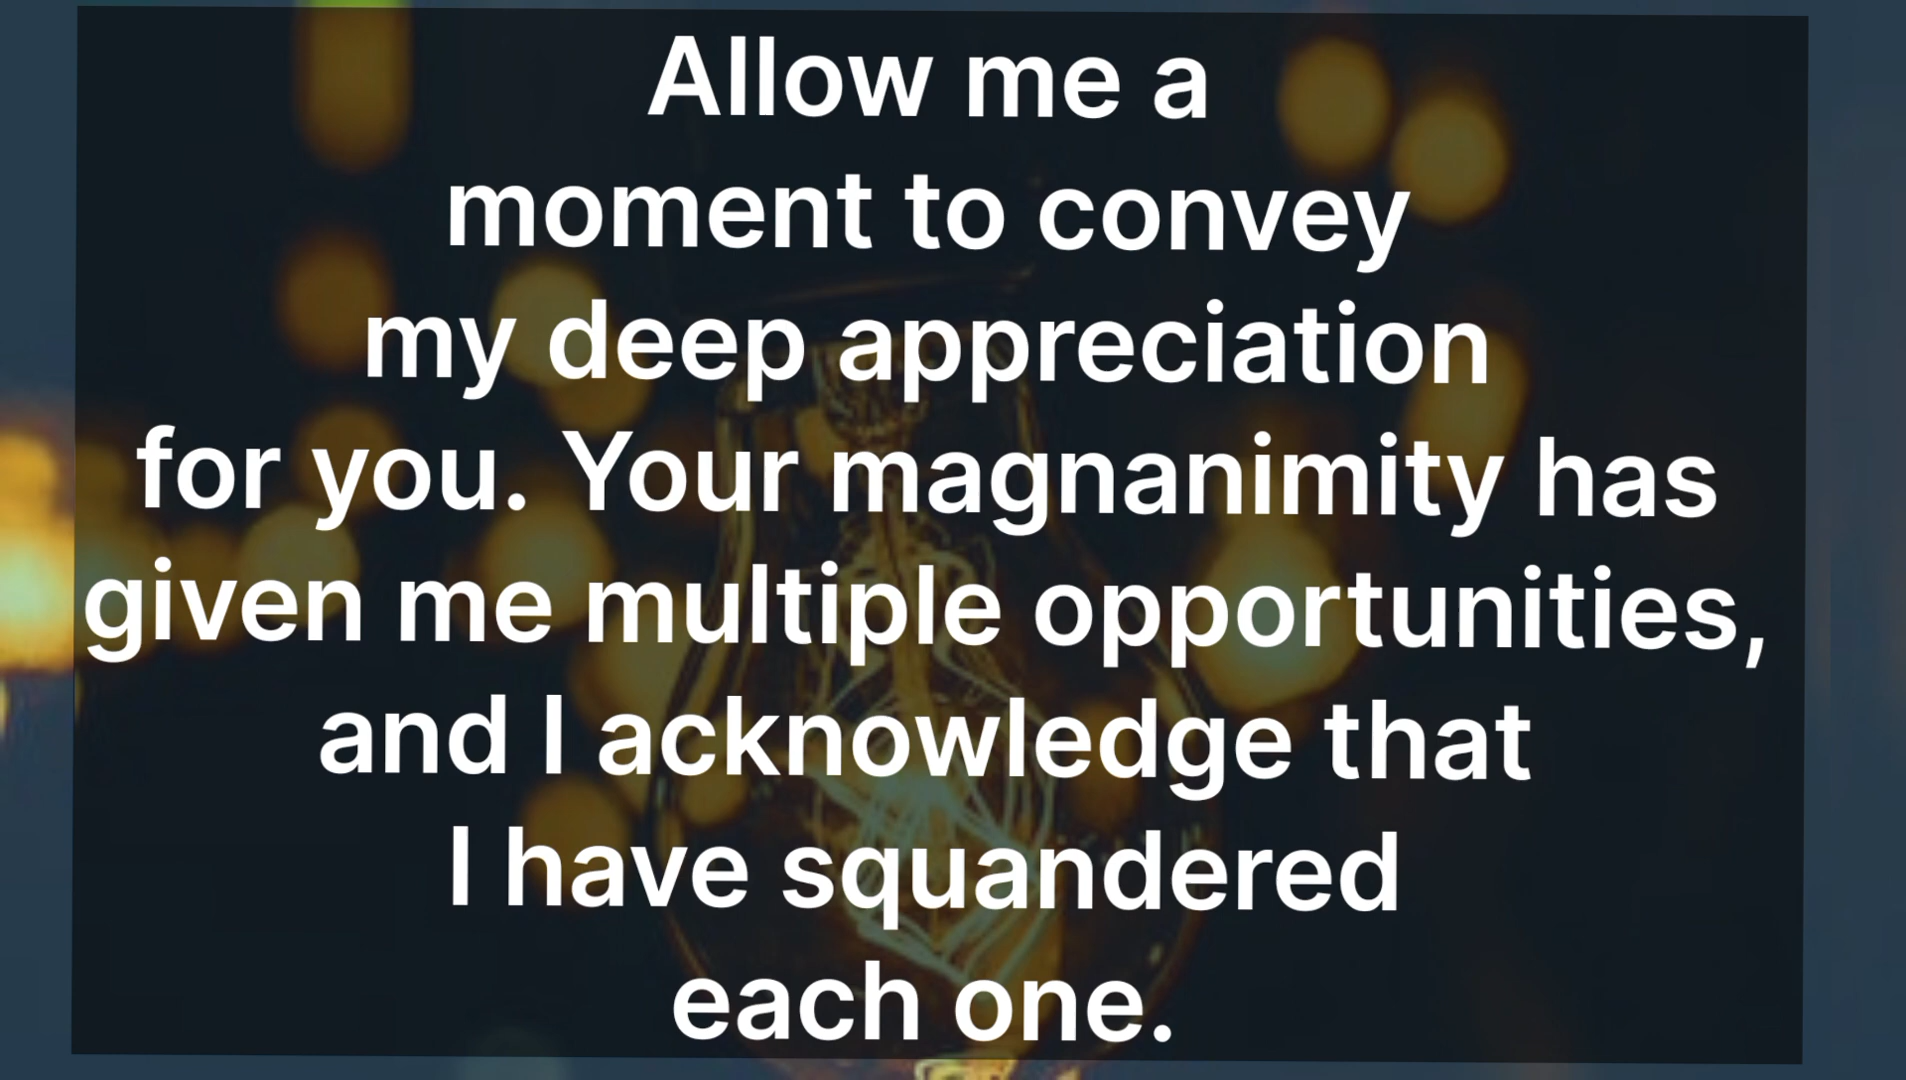 Allow me a
moment to convey
my deep appreciation
for you. Your magnanimity has
given me multiple opportunities,
and I acknowledge that
I have squandered
each one.